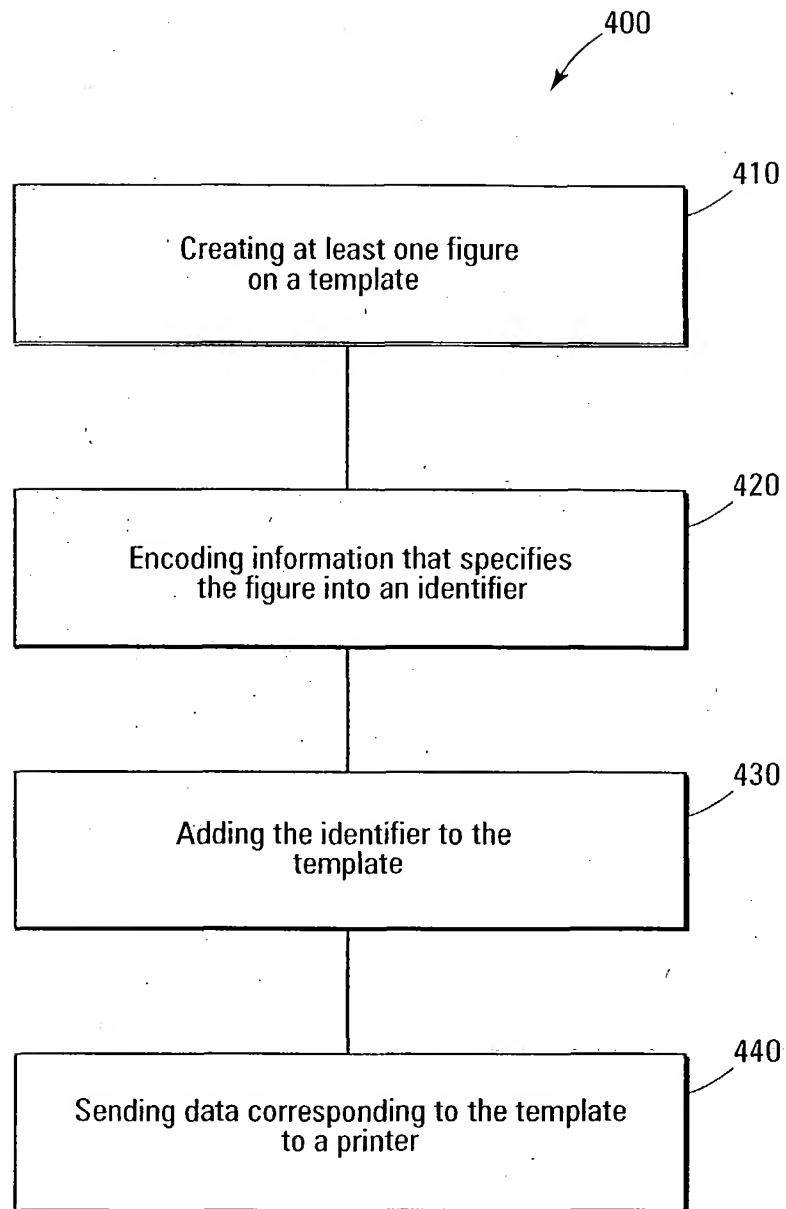 400
410
Creating at least one figure
on a template
420
Encoding information that specifies
the figure into an identifier
430
Adding the identifier to the
template
440
Sending data corresponding to the template
to a printer